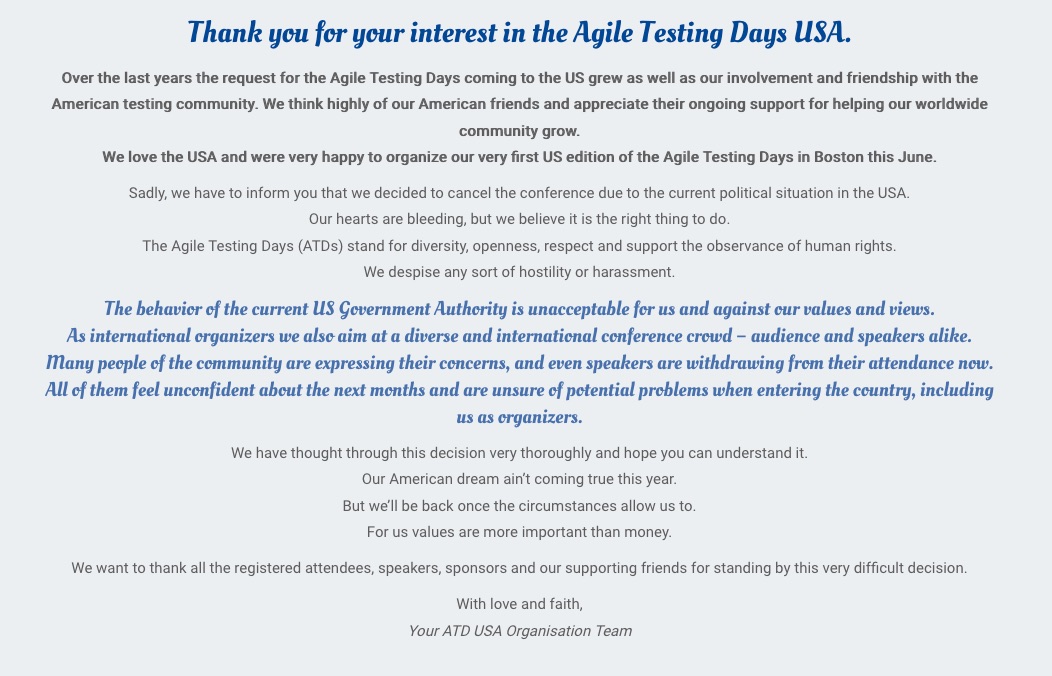 Thank you for your interest in the Agile Testing Days USA.
Over the last years the request for the Agile Testing Days coming to the US grew as well as our involvement and friendship with the
American testing community. We think highly of our American friends and appreciate their ongoing support for helping our worldwide
community grow.
We love the USA and were very happy to organize our very first US edition of the Agile Testing Days in Boston this June.
Sadly, we have to inform you that we decided to cancel the conference due to the current political situation in the USA.
Our hearts are bleeding, but we believe it is the right thing to do.
The Agile Testing Days (ATDs) stand for diversity, openness, respect and support the observance of human rights.
We despise any sort of hostility or harassment.
The behavior of the current US Government Authority is unacceptable for us and against our values and views.
As international organizers we also aim at a diverse and international conference crowd – audience and speakers alike.
Many people of the community are expressing their concerns, and even speakers are withdrawing from their attendance now.
All of them feel unconfident about the next months and are unsure of potential problems when entering the country, including
us as organizers.
We have thought through this decision very thoroughly and hope you can understand it.
Our American dream ain't coming true this year.
But we'll be back once the circumstances allow us to.
For us values are more important than money.
We want to thank all the registered attendees, speakers, sponsors and our supporting friends for standing by this very difficult decision.
With love and faith,
Your ATD USA Organisation Team